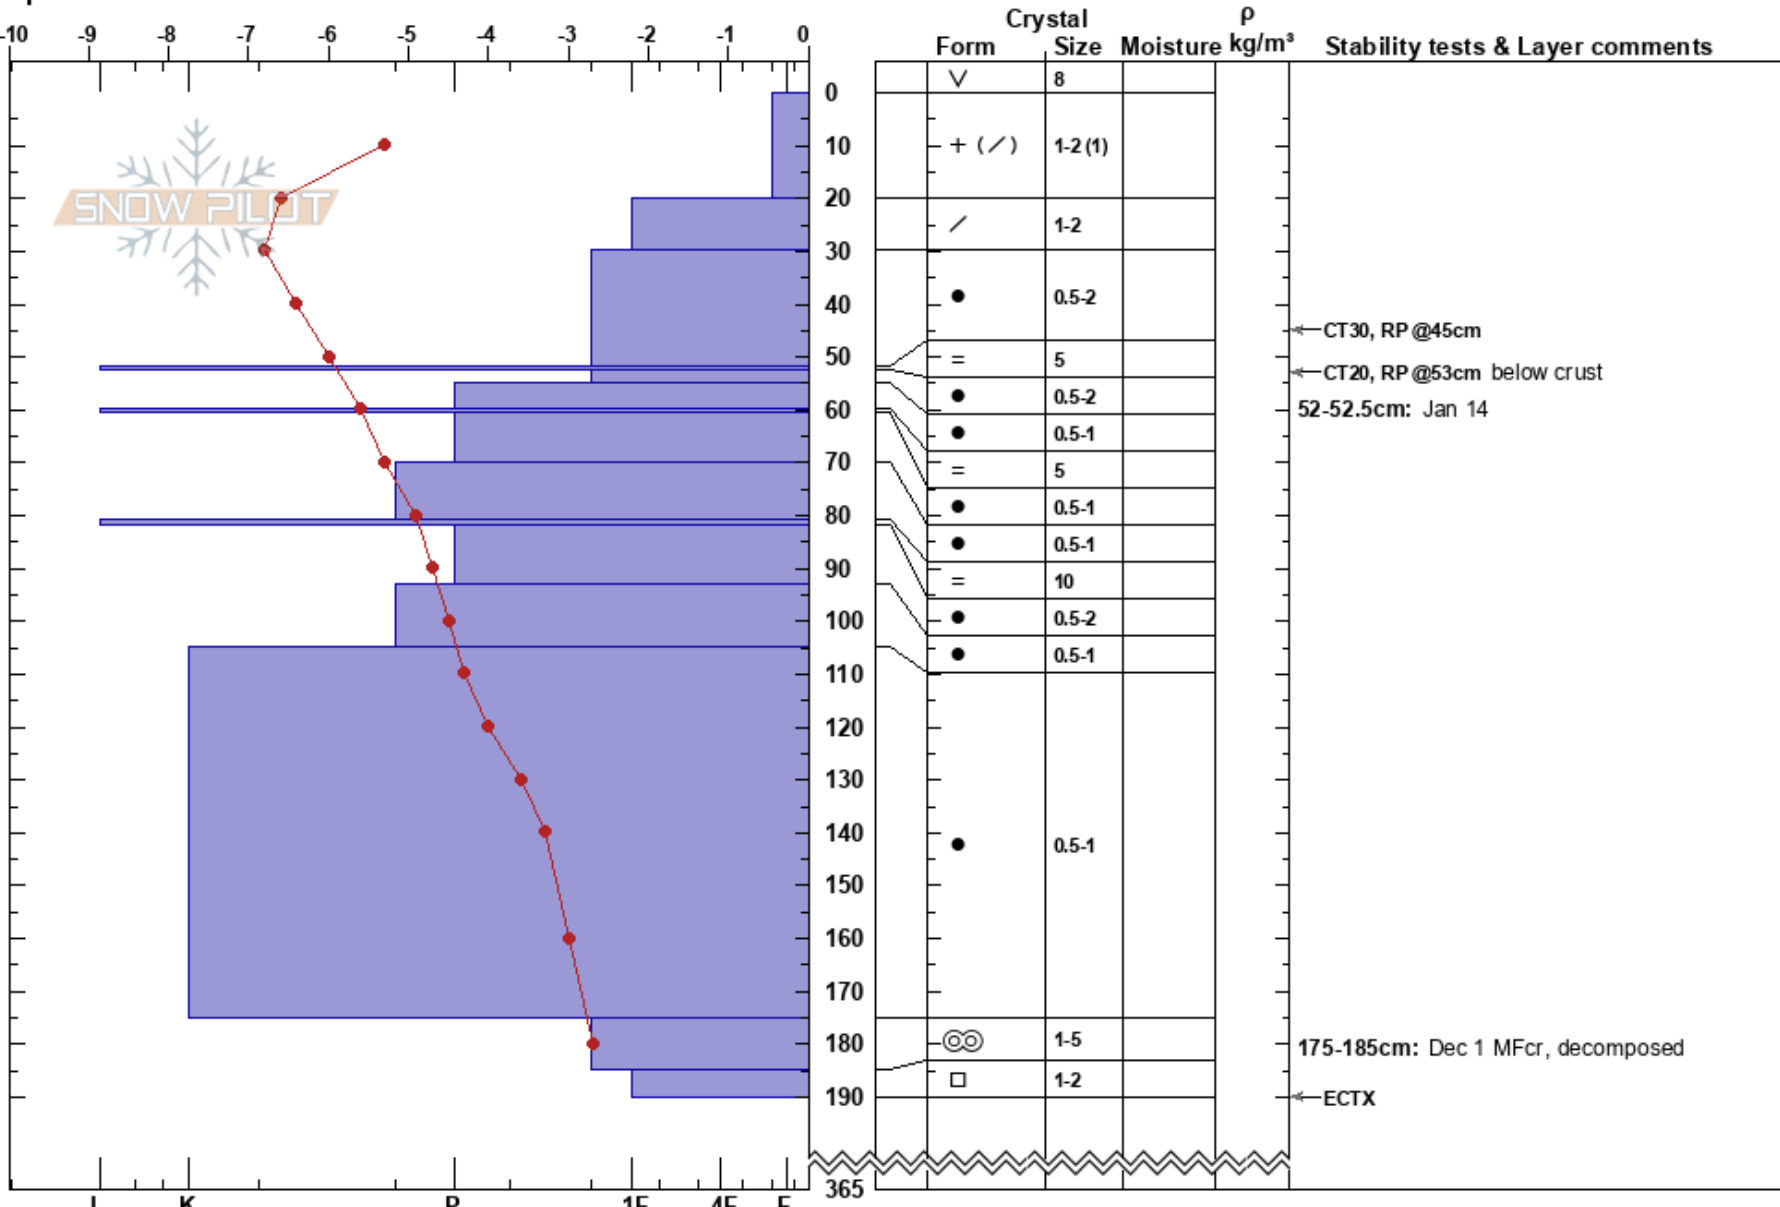 Crystal ρ
-10 -9 -8 -7 -6 -5 -4 -3 -2 -1 0 Form Size Moisture kg/m³ Stability tests & Layer comments
V 8
0
10 + (/) 1-2 (1)
SNOW PILOT
20
/ 1-2
30
● 0.5-2
40
CT30, RP @45cm
50 = 5
CT20, RP @53cm below crust
● 0.5-2
60 52-52.5cm: Jan 14
● 0.5-1
70 = 5
● 0.5-1
80
● 0.5-1
90 = 10
100 ● 0.5-2
● 0.5-1
110
120
130
140
● 0.5-1
150
160
170
180 1-5 175-185cm: Dec 1 MFcr, decomposed
□ 1-2
190 ECTX
365
I K P 1F 4F F